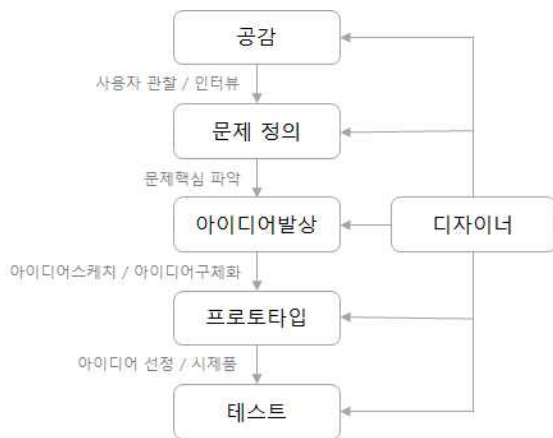 공감
사용자 관찰 / 인터뷰
문제 정의
문제핵심 파악
아이디어발상
디자이너
아이디어스케치 / 아이디어구체화
프로토타입
아이디어 선정 / 시제품
테스트